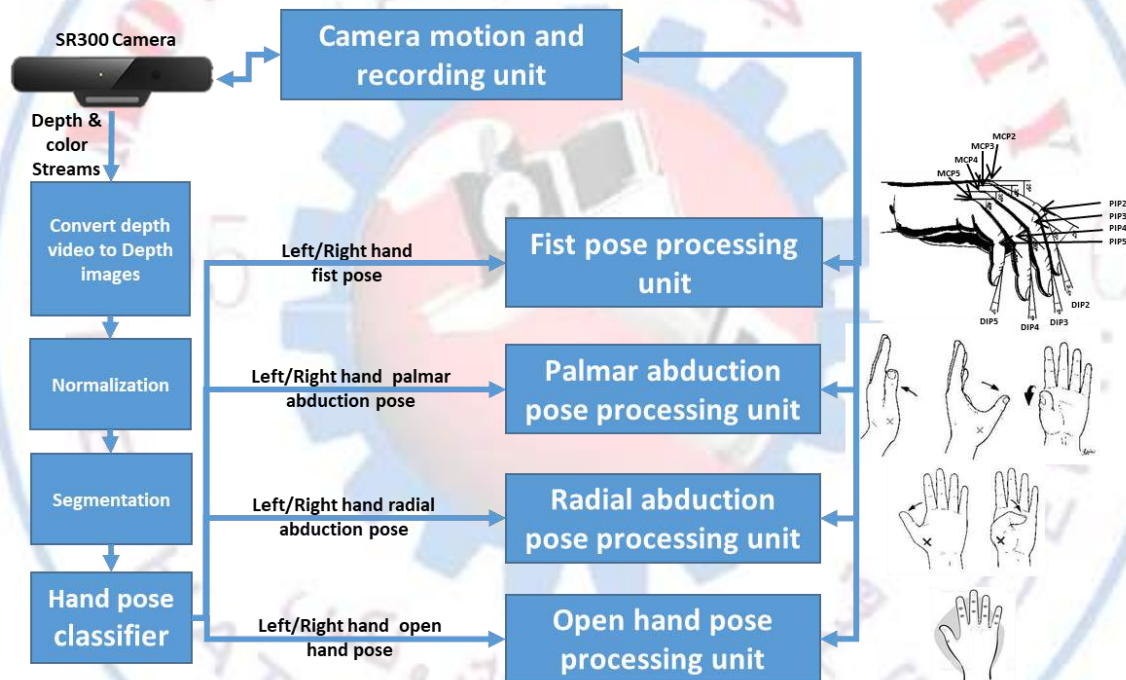 SR300 Camera
Camera motion and
recording unit
Depth &
color
Streams
Convert depth
video to Depth
images
Normalization
Segmentation
Hand pose
classifier
Left/Right hand
fist pose
Fist pose processing
unit
Left/Right hand palmar
abduction pose
Palmar abduction
pose processing unit
Left/Right hand radial
abduction pose
Radial abduction
pose processing unit
Left/Right hand open
hand pose
Open hand pose
processing unit
MCP2
MCP3
MCP4
MCP5
PIP2
PIP3
PIP4
PIP5
DIP2
DIP3
DIP4
DIP5